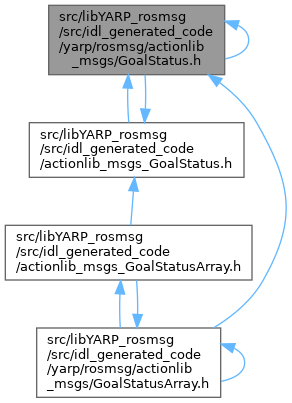 src/libYARP_rosmsg
/src/idl_generated_code
/yarp/rosmsg/actionlib
_msgs/GoalStatus.h
src/libYARP_rosmsg
/src/idl_generated_code
/actionlib_msgs_GoalStatus.h
src/libYARP_rosmsg
/src/idl_generated_code
/actionlib_msgs_GoalStatusArray.h
src/libYARP_rosmsg
/src/idl_generated_code
/yarp/rosmsg/actionlib
_msgs/GoalStatusArray.h